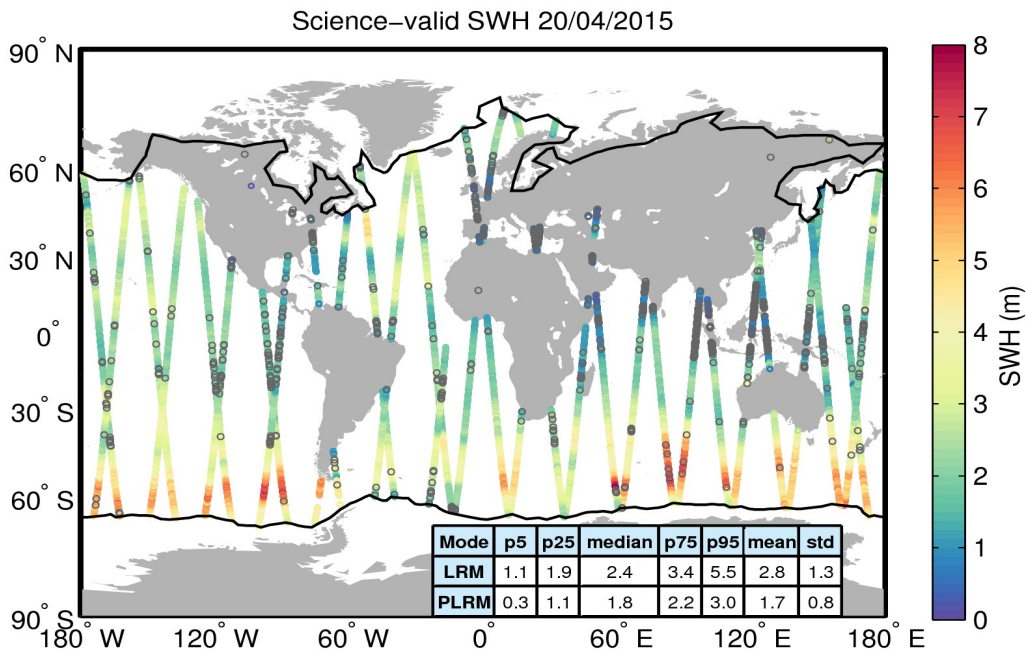 Science-valid SWH 20/04/2015
90° N
60° N
30° N
0°
30° S
60° S
90° S
180° W
120° W
60° W
0°
60° E
120° E
180° E
8
7
6
5
4
3
2
1
0
SWH (m)
Mode p5 p25 median p75 p95 mean std
LRM 1.1 1.9 2.4 3.4 5.5 2.8 1.3
PLRM 0.3 1.1 1.8 2.2 3.0 1.7 0.8